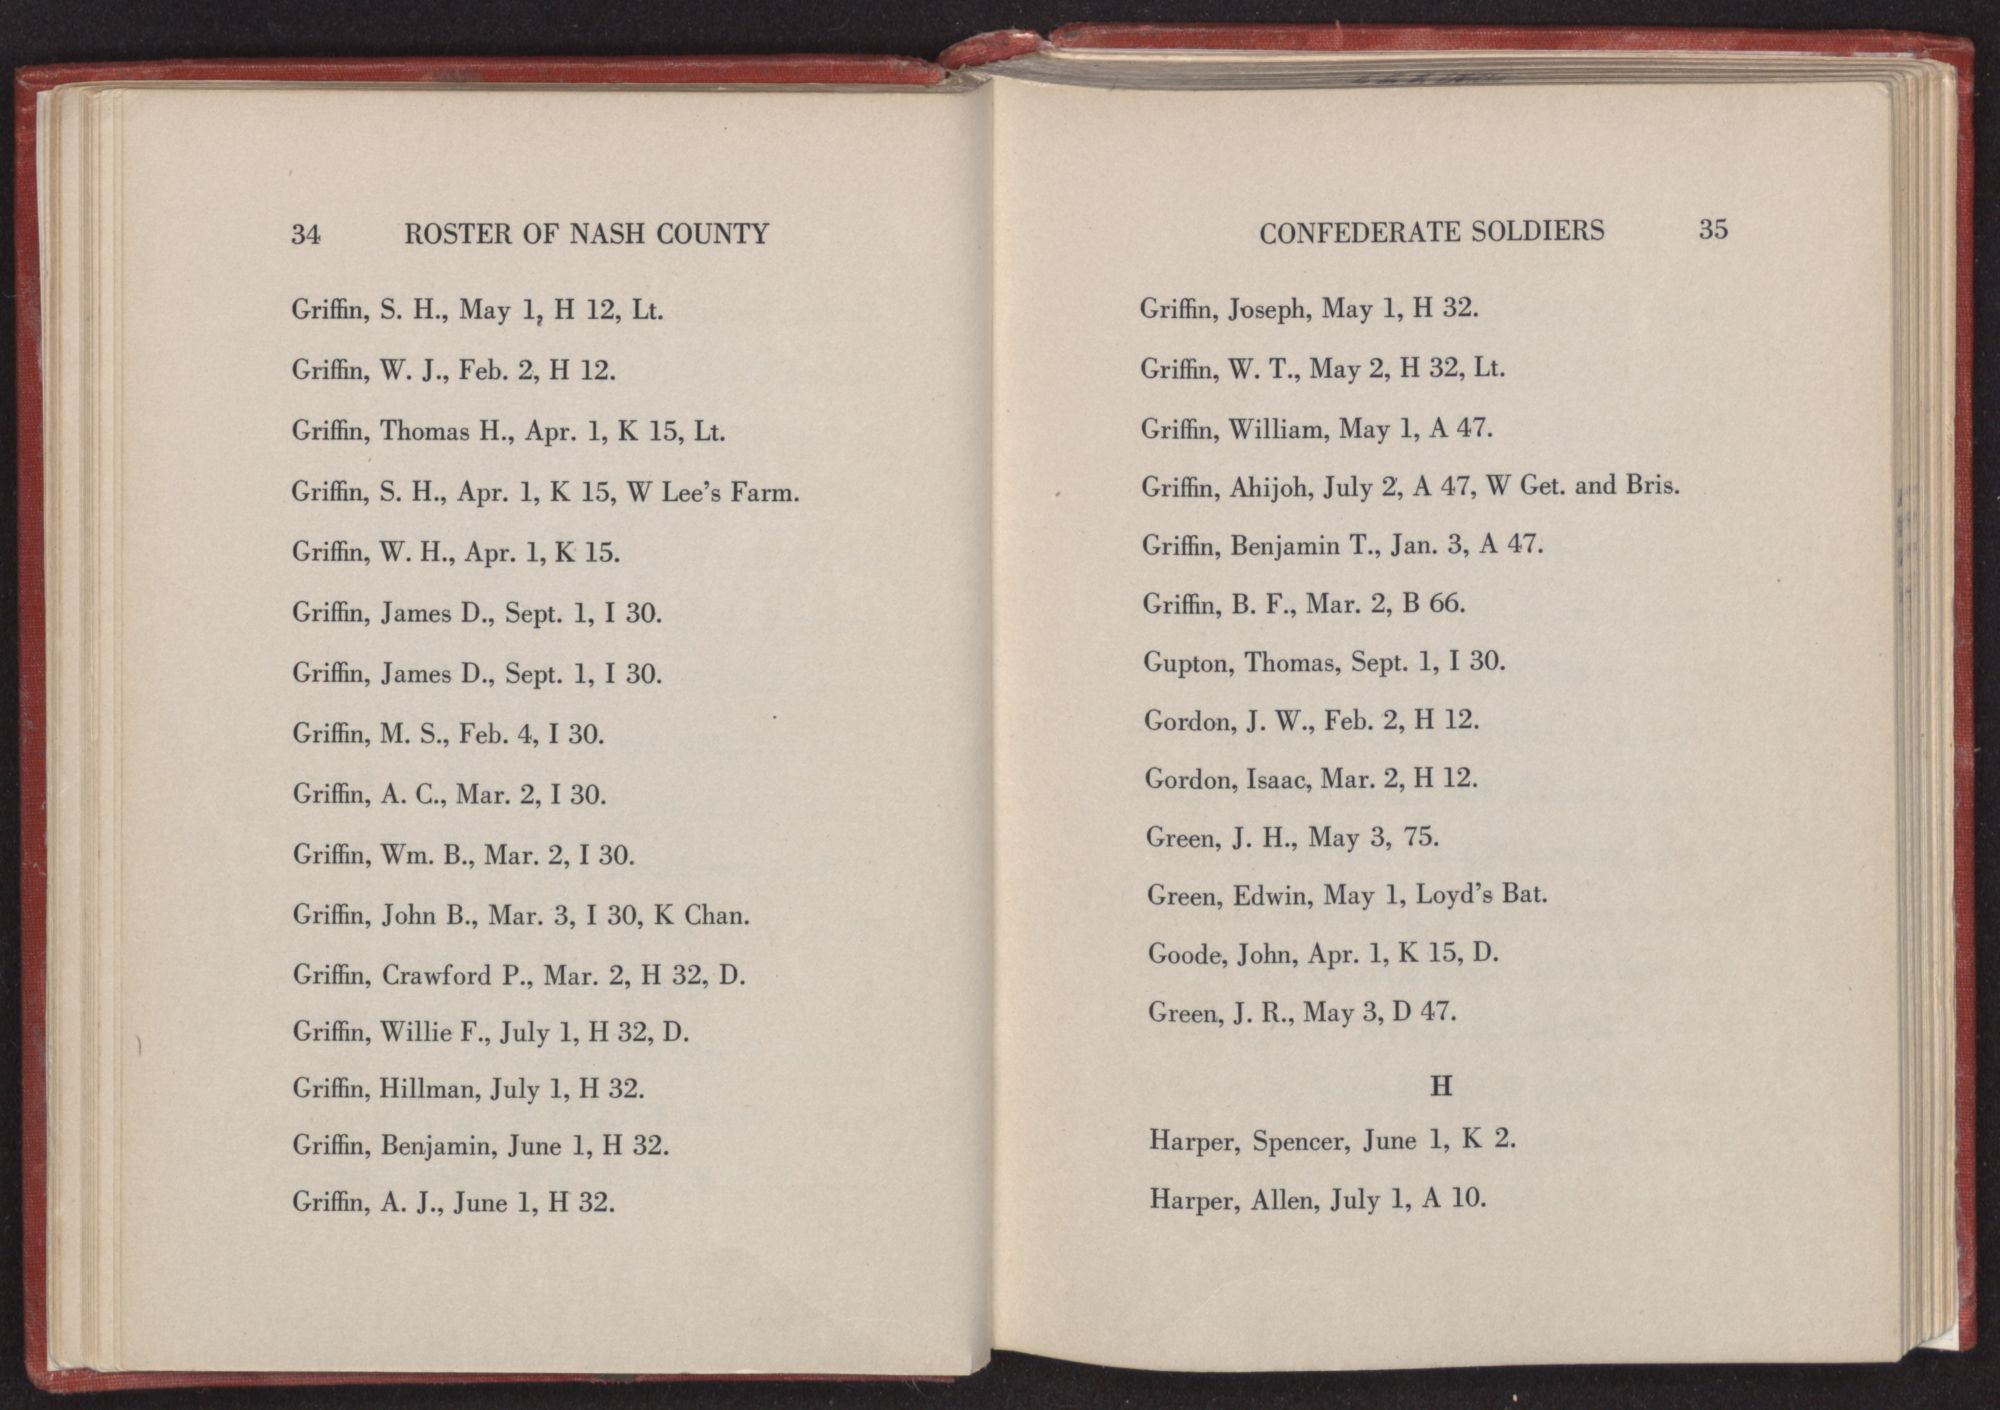 34 ROSTER OF NASH COUNTY
Griffin, S. H., May 1, H 12, Lt.
Griffin, W. J., Feb. 2, H 12.
Griffin, Thomas H., Apr. 1, K 15, Lt.
Griffin, S. H., Apr. 1, K 15, W Lee's Farm.
Griffin, W. H., Apr. 1, K 15.
Griffin, James D., Sept. 1, I 30.
Griffin, James D., Sept. 1, I 30.
Griffin, M. S., Feb. 4, I 30.
Griffin, A. C., Mar. 2, I 30.
Griffin, Wm. B., Mar. 2, I 30.
Griffin, John B., Mar. 3, I 30, K Chan.
Griffin, Crawford P., Mar. 2, H 32, D.
Griffin, Willie F., July 1, H 32, D.
Griffin, Hillman, July 1, H 32.
Griffin, Benjamin, June 1, H 32.
Griffin, A. J., June 1, H 32.
CONFEDERATE SOLDIERS 35
Griffin, Joseph, May 1, H 32.
Griffin, W. T., May 2, H 32, Lt.
Griffin, William, May 1, A 47.
Griffin, Ahijoh, July 2, A 47, W Get. and Bris.
Griffin, Benjamin T., Jan. 3, A 47.
Griffin, B. F., Mar. 2, B 66.
Gupton, Thomas, Sept. 1, I 30.
Gordon, J. W., Feb. 2, H 12.
Gordon, Isaac, Mar. 2, H 12.
Green, J. H., May 3, 75.
Green, Edwin, May 1, Loyd's Bat.
Goode, John, Apr. 1, K 15, D.
Green, J. R., May 3, D 47.
H
Harper, Spencer, June 1, K 2.
Harper, Allen, July 1, A 10.